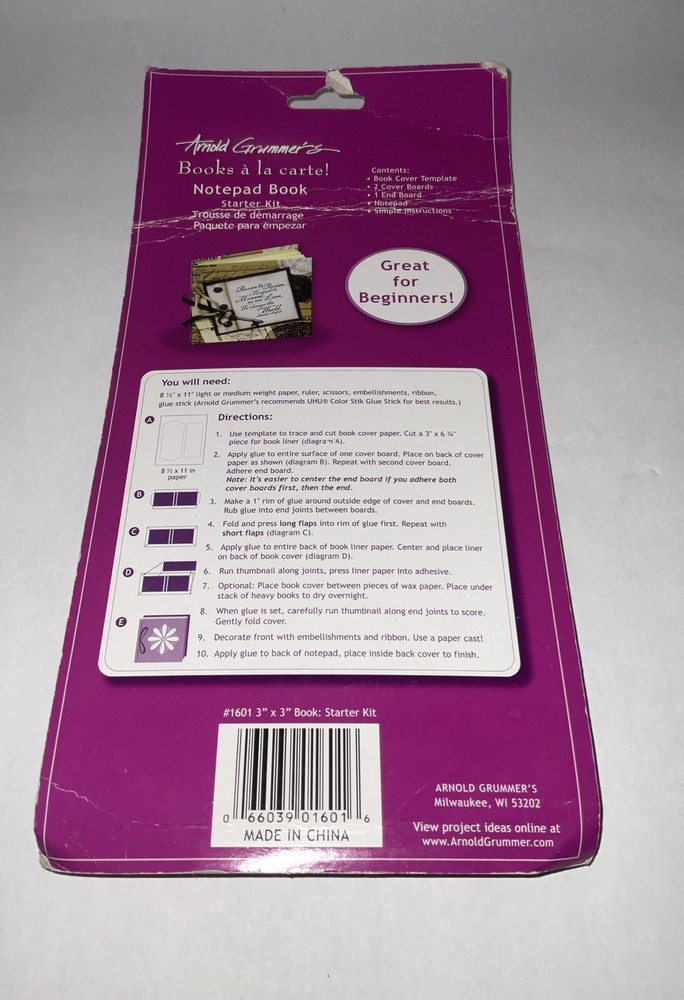 Arnold Grummer's
Books à la carte!
Notepad Book
Starter Kit
Trousse de démarrage
Paquete para empezar
Contents:
• Book Cover Template
• 2 Cover Boards
• 1 End Board
• Notepad
• Simple Instructions
Great
for
Beginners!
You will need:
8 ½" x 11" light or medium weight paper, ruler, scissors, embellishments, ribbon,
glue stick (Arnold Grummer's recommends UHU® Color Stik Glue Stick for best results.)
Directions:
A
8 ½ x 11 in
paper
B
C
D
E
1. Use template to trace and cut book cover paper. Cut a 3" x 6 ¾"
piece for book liner (diagram A).
2. Apply glue to entire surface of one cover board. Place on back of cover
paper as shown (diagram B). Repeat with second cover board.
Adhere end board.
Note: It's easier to center the end board if you adhere both
cover boards first, then the end.
3. Make a 1" rim of glue around outside edge of cover and end boards.
Rub glue into end joints between boards.
4. Fold and press long flaps into rim of glue first. Repeat with
short flaps (diagram C).
5. Apply glue to entire back of book liner paper. Center and place liner
on back of book cover (diagram D).
6. Run thumbnail along joints, press liner paper into adhesive.
7. Optional: Place book cover between pieces of wax paper. Place under
stack of heavy books to dry overnight.
8. When glue is set, carefully run thumbnail along end joints to score.
Gently fold cover.
9. Decorate front with embellishments and ribbon. Use a paper cast!
10. Apply glue to back of notepad, place inside back cover to finish.
#1601 3" x 3" Book: Starter Kit
0 66039 01601 6
MADE IN CHINA
ARNOLD GRUMMER'S
Milwaukee, WI 53202
View project ideas online at
www.ArnoldGrummer.com